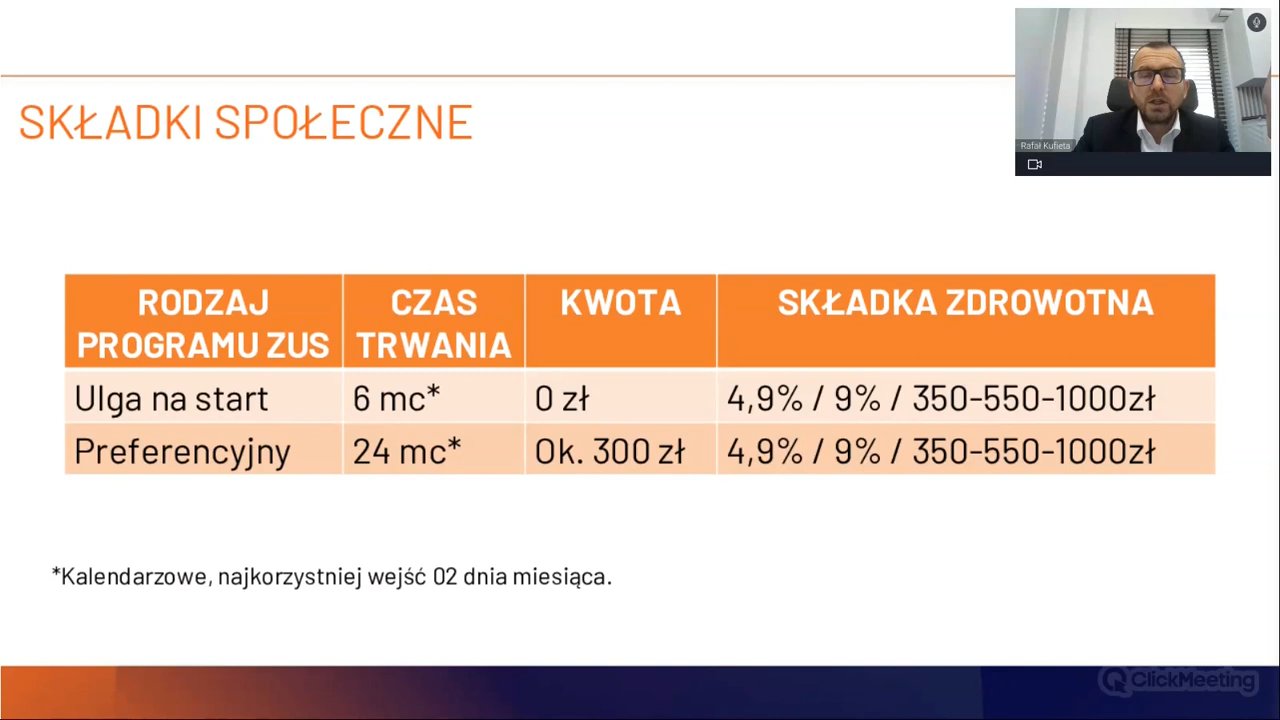 SKŁADKI SPOŁECZNE
Rafał Kufieta
RODZAJ PROGRAMU ZUS
CZAS TRWANIA
KWOTA
SKŁADKA ZDROWOTNA
Ulga na start
6 mc*
0 zł
4,9% / 9% / 350-550-1000zł
Preferencyjny
24 mc*
Ok. 300 zł
4,9% / 9% / 350-550-1000zł
*Kalendarzowe, najkorzystniej wejść 02 dnia miesiąca.
ClickMeeting